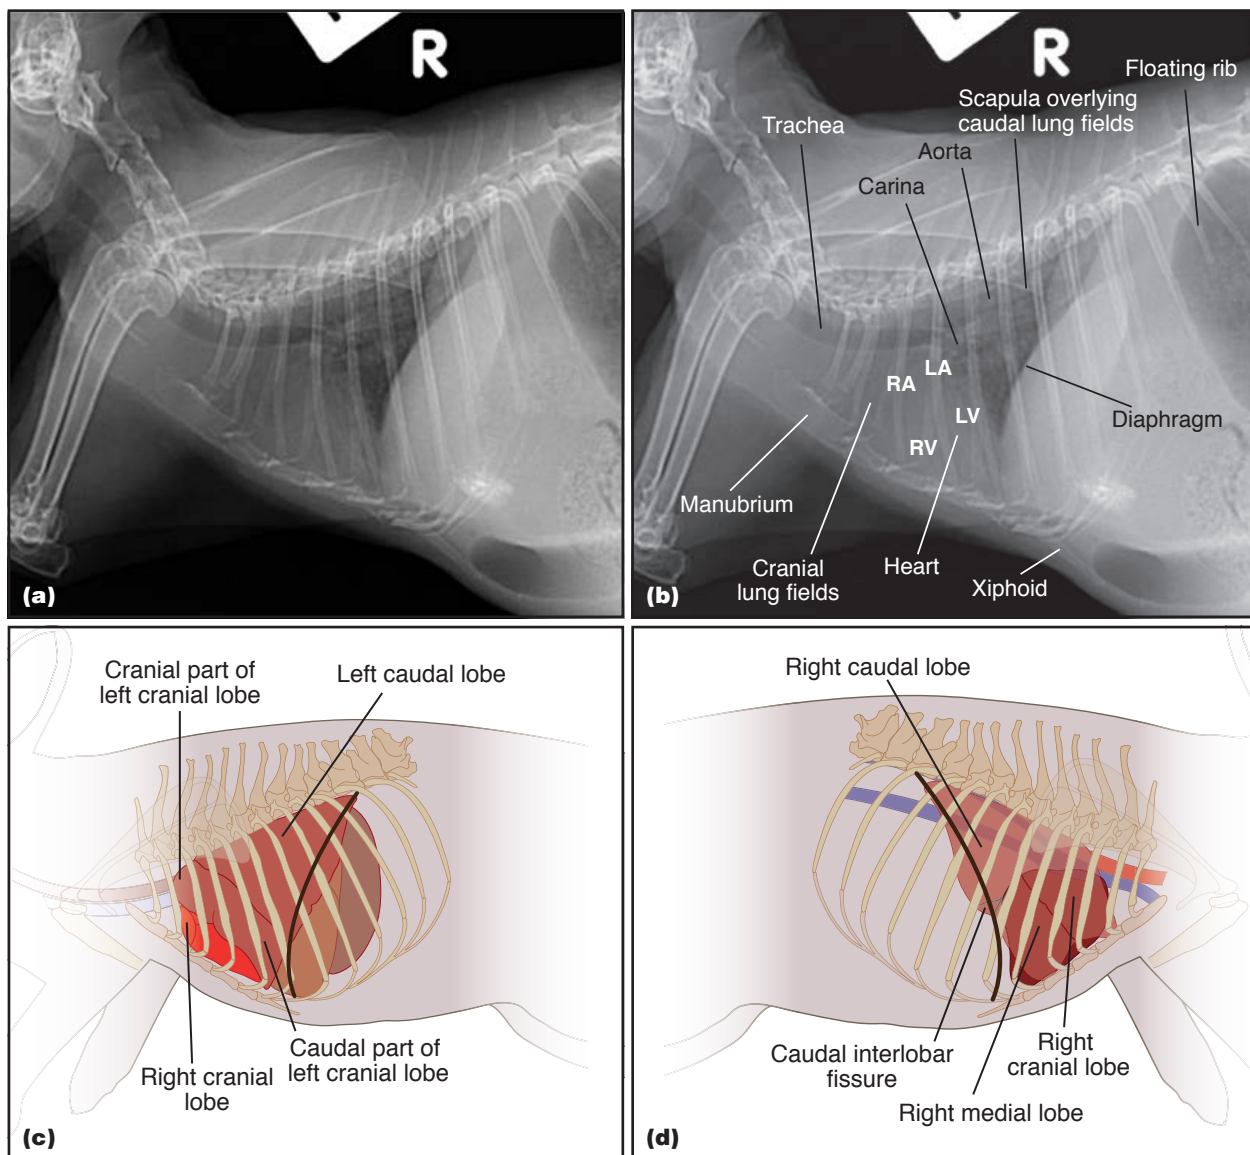 R
(a)
R
Floating rib
Scapula overlying
caudal lung fields
Trachea
Aorta
Carina
LA
RA
LV
RV
Diaphragm
Manubrium
Cranial
lung fields
Heart
Xiphoid
(b)
Cranial part of
left cranial lobe
Left caudal lobe
Right cranial
lobe
Caudal part of
left cranial lobe
(c)
Right caudal lobe
Caudal interlobar
fissure
Right
cranial lobe
Right medial lobe
(d)